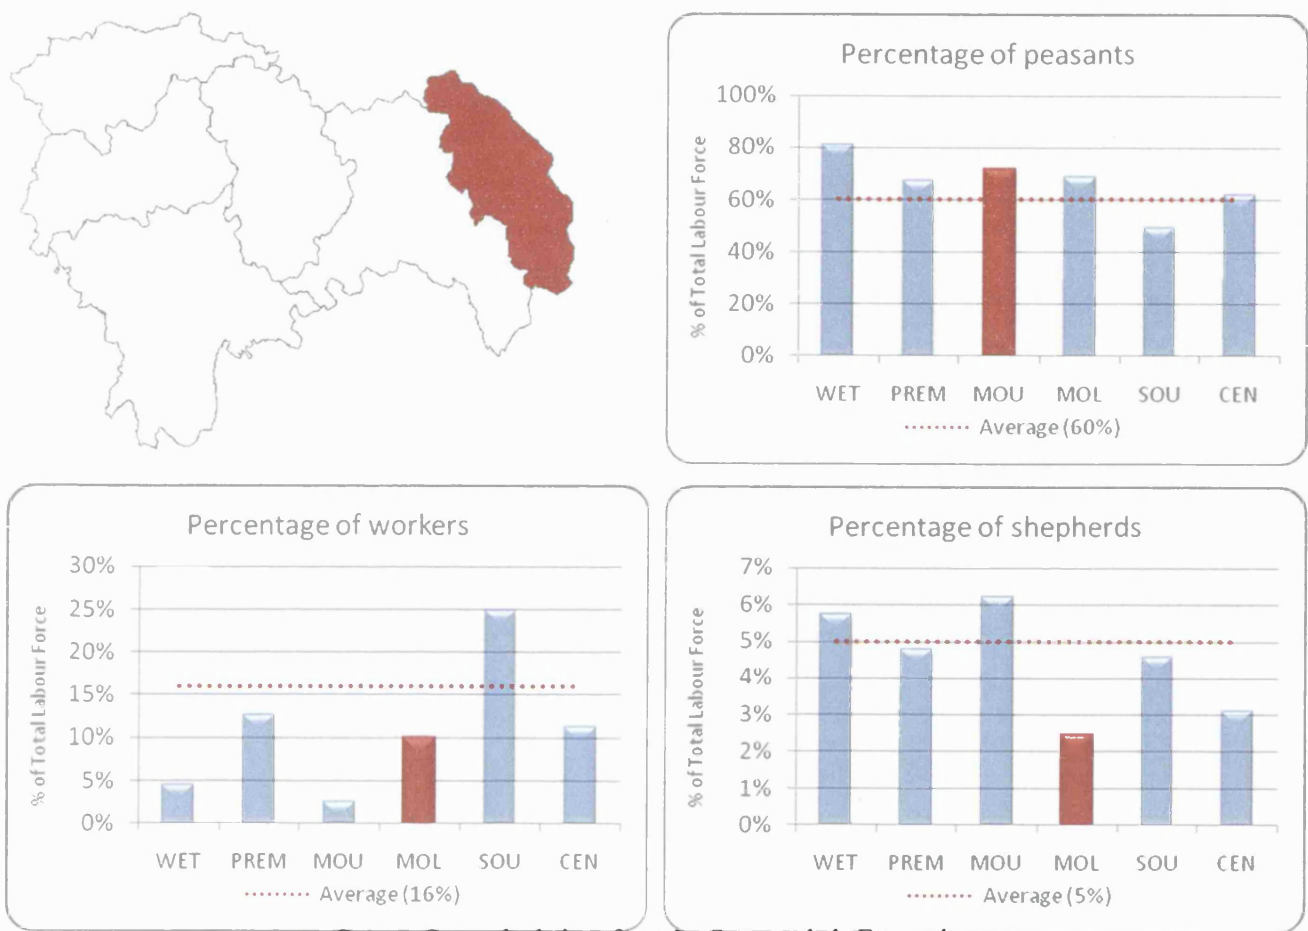 Percentage of peasants
% of Total Labour Force
100%
80%
60%
40%
20%
0%
WET PREM MOU MOL SOU CEN
Average (60%)
Percentage of workers
% of Total Labour Force
30%
25%
20%
15%
10%
5%
0%
WET PREM MOU MOL SOU CEN
Average (16%)
Percentage of shepherds
% of Total Labour Force
7%
6%
5%
4%
3%
2%
1%
0%
WET PREM MOU MOL SOU CEN
Average (5%)